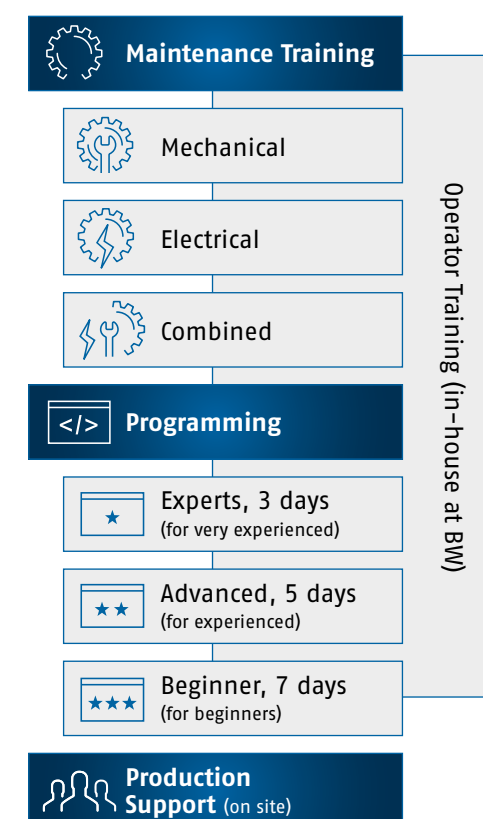 Maintenance Training
Mechanical
Electrical
Combined
</> Programming
Experts, 3 days
(for very experienced)
Advanced, 5 days
(for experienced)
Beginner, 7 days
(for beginners)
Production
Support (on site)
Operator Training (in-house at BW)